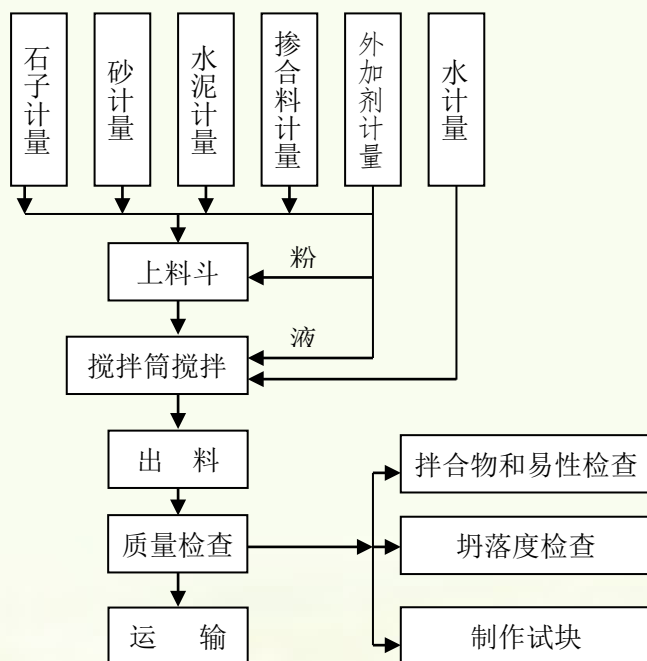 石子计量
砂计量
水泥计量
掺合料计量
外加剂计量
水计量
粉
上料斗
液
搅拌筒搅拌
出 料
拌合物和易性检查
质量检查
坍落度检查
运 输
制作试块